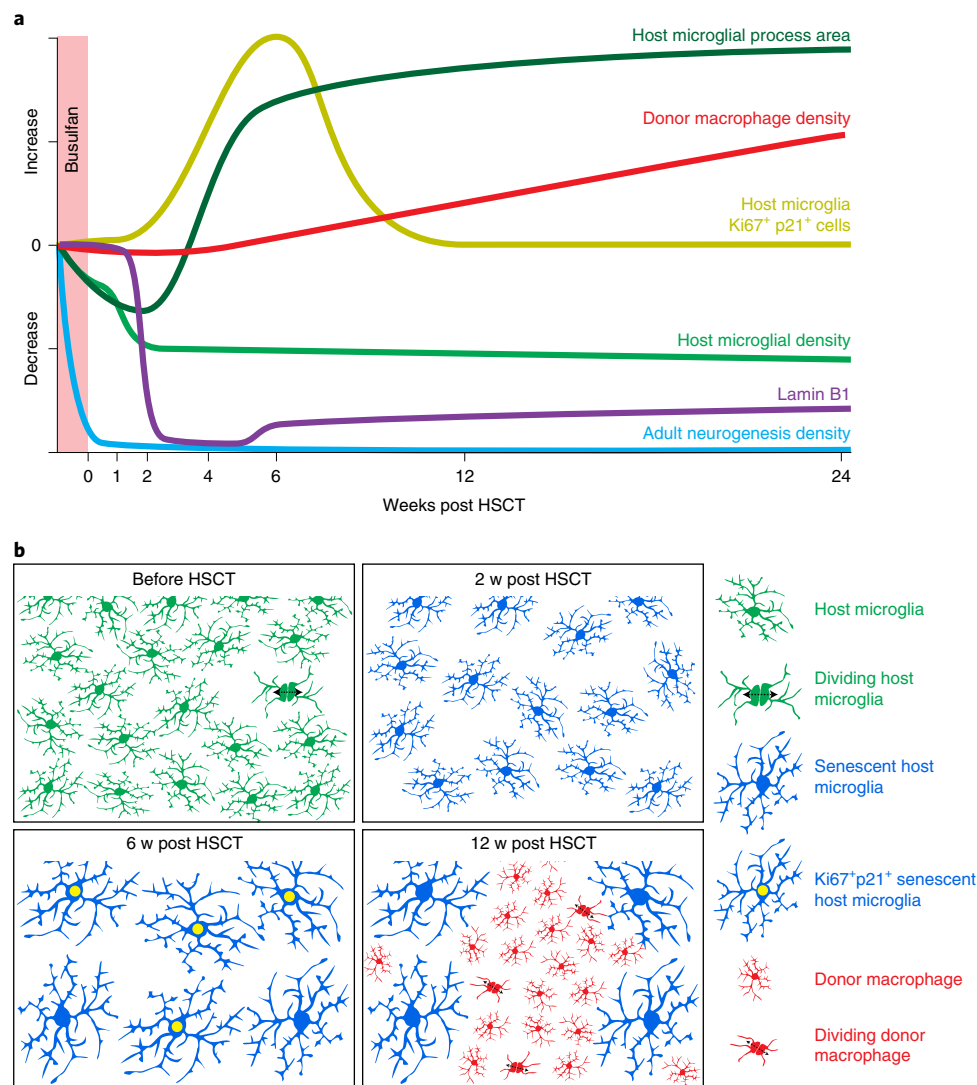 a
Host microglial process area
Increase
Busulfan
Donor macrophage density
Host microglia
Ki67⁺ p21⁺ cells
0
Decrease
Host microglial density
Lamin B1
Adult neurogenesis density
0 1 2 4 6 12 24
Weeks post HSCT
b
Before HSCT
2 w post HSCT
6 w post HSCT
12 w post HSCT
Host microglia
Dividing host
microglia
Senescent host
microglia
Ki67⁺p21⁺ senescent
host microglia
Donor macrophage
Dividing donor
macrophage